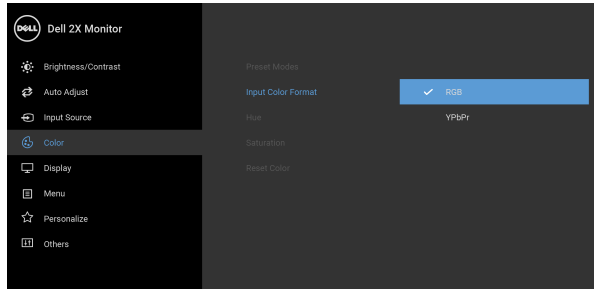 DELL
Dell 2X Monitor
Brightness/Contrast
Auto Adjust
Input Source
Color
Display
Menu
Personalize
Others
Preset Modes
Input Color Format
Hue
Saturation
Reset Color
RGB
YPbPr